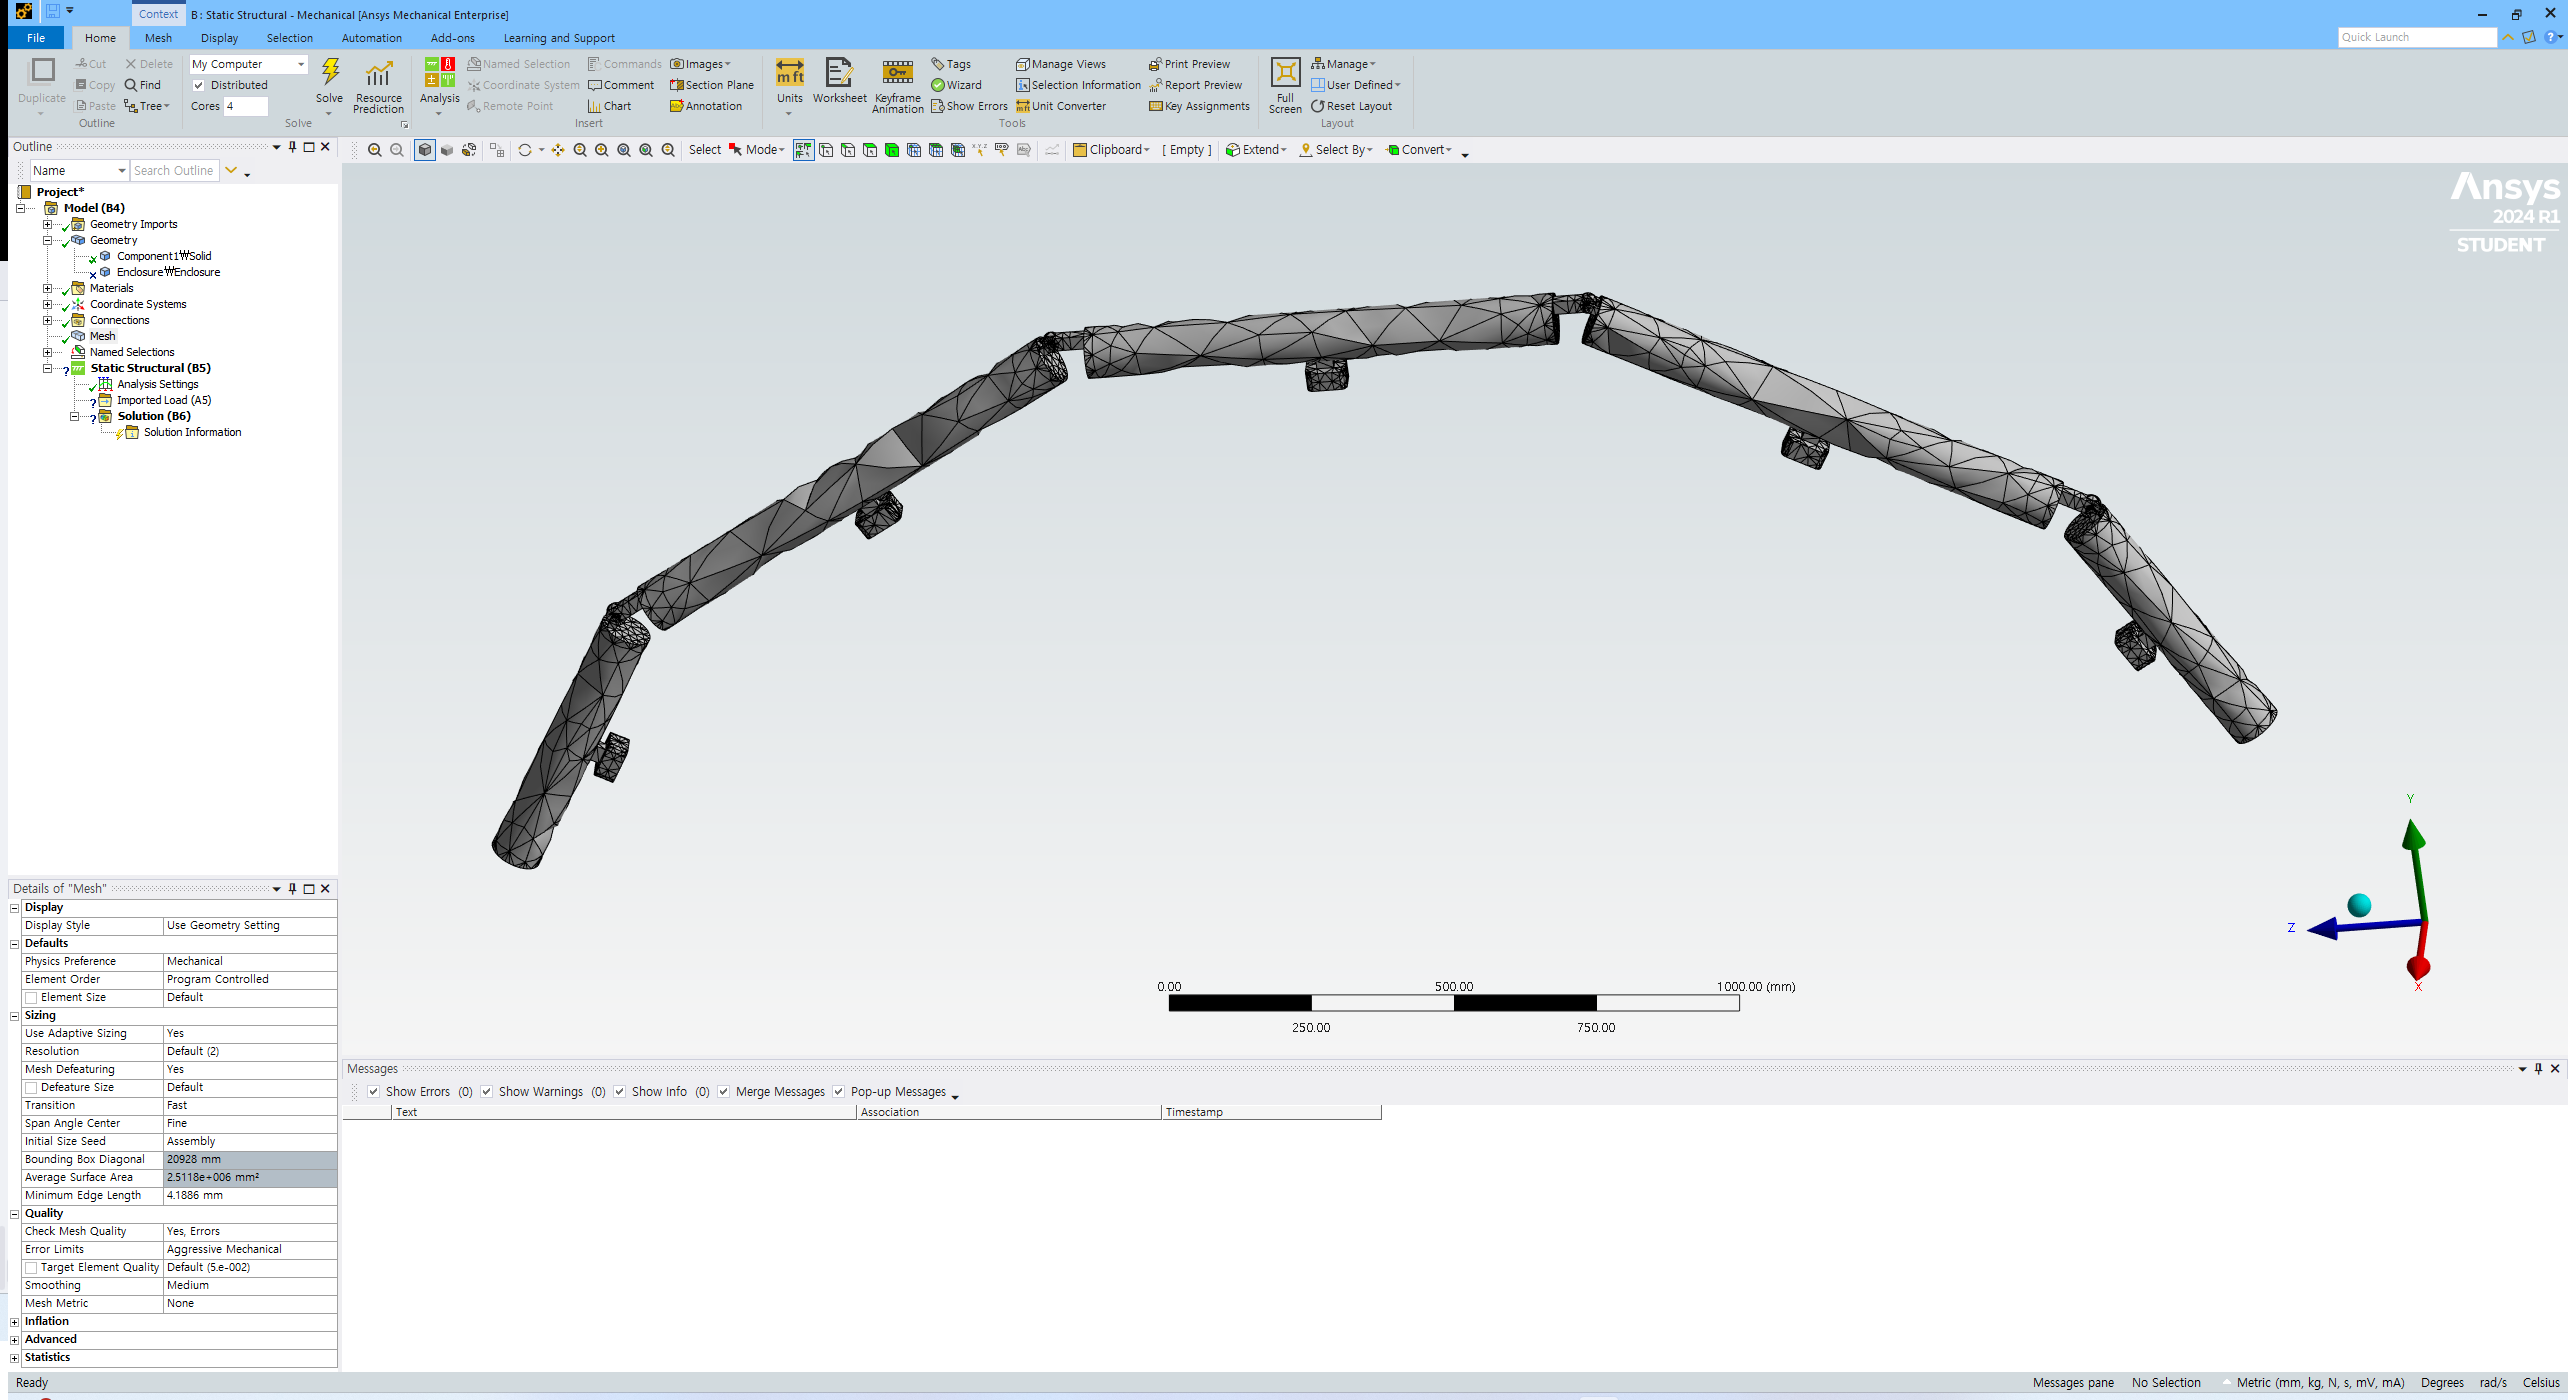 Context B : Static Structural - Mechanical [Ansys Mechanical Enterprise]
File Home Mesh Display Selection Automation Add-ons Learning and Support Quick Launch
Duplicate Cut Delete My Computer Solve Resource Prediction Analysis Named Selection Commands Images Units Worksheet Keyframe Animation Tags Manage Views Print Preview Full Screen Manage
Copy Find Distributed Coordinate System Comment Section Plane Wizard Selection Information Report Preview User Defined
Paste Tree Cores 4 Remote Point Chart Annotation Show Errors Unit Converter Key Assignments Reset Layout
Outline Solve Insert Tools Layout
Outline
Select Mode Clipboard [ Empty ] Extend Select By Convert
Name Search Outline
Project*
Model (B4)
Geometry Imports
Geometry
Component1₩Solid
Enclosure₩Enclosure
Materials
Coordinate Systems
Connections
Mesh
Named Selections
Static Structural (B5)
Analysis Settings
Imported Load (A5)
Solution (B6)
Solution Information
Ansys
2024 R1
STUDENT
Y
Z
X
0.00 500.00 1000.00 (mm)
250.00 750.00
Details of "Mesh"
Display
Display Style Use Geometry Setting
Defaults
Physics Preference Mechanical
Element Order Program Controlled
Element Size Default
Sizing
Use Adaptive Sizing Yes
Resolution Default (2)
Mesh Defeaturing Yes
Defeature Size Default
Transition Fast
Span Angle Center Fine
Initial Size Seed Assembly
Bounding Box Diagonal 20928 mm
Average Surface Area 2.5118e+006 mm²
Minimum Edge Length 4.1886 mm
Quality
Check Mesh Quality Yes, Errors
Error Limits Aggressive Mechanical
Target Element Quality Default (5.e-002)
Smoothing Medium
Mesh Metric None
Inflation
Advanced
Statistics
Messages
Show Errors (0) Show Warnings (0) Show Info (0) Merge Messages Pop-up Messages
Text Association Timestamp
Ready Messages pane No Selection Metric (mm, kg, N, s, mV, mA) Degrees rad/s Celsius